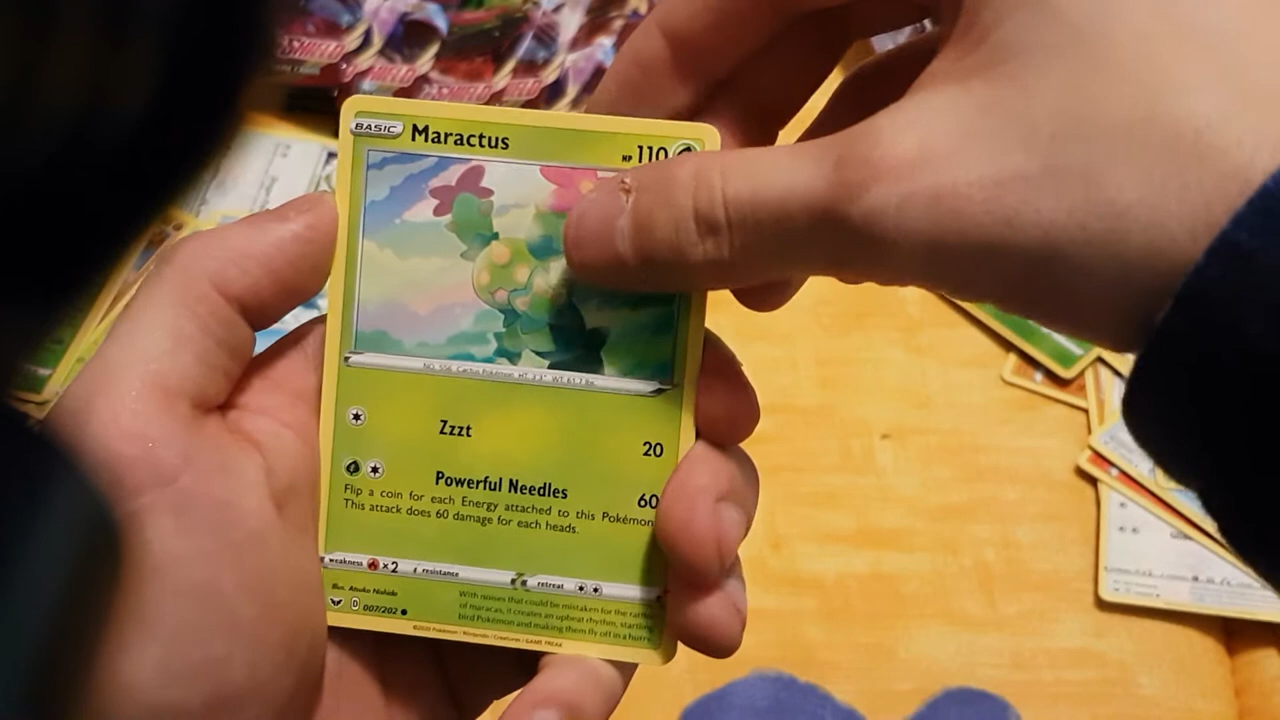 SHIELD
SHIELD
SHIELD
BASIC Maractus HP 110
NO. 556 Cactus Pokémon HT: 3'3" WT: 61.7 lbs.
Zzzt 20
Powerful Needles 60
Flip a coin for each Energy attached to this Pokémon.
This attack does 60 damage for each heads.
weakness ×2 resistance retreat
Illus. Atsuko Nishida
D 007/202
With noises that could be mistaken for the rattle
of maracas, it creates an upbeat rhythm, startling
bird Pokémon and making them fly off in a hurry.
©2020 Pokémon / Nintendo / Creatures / GAME FREAK